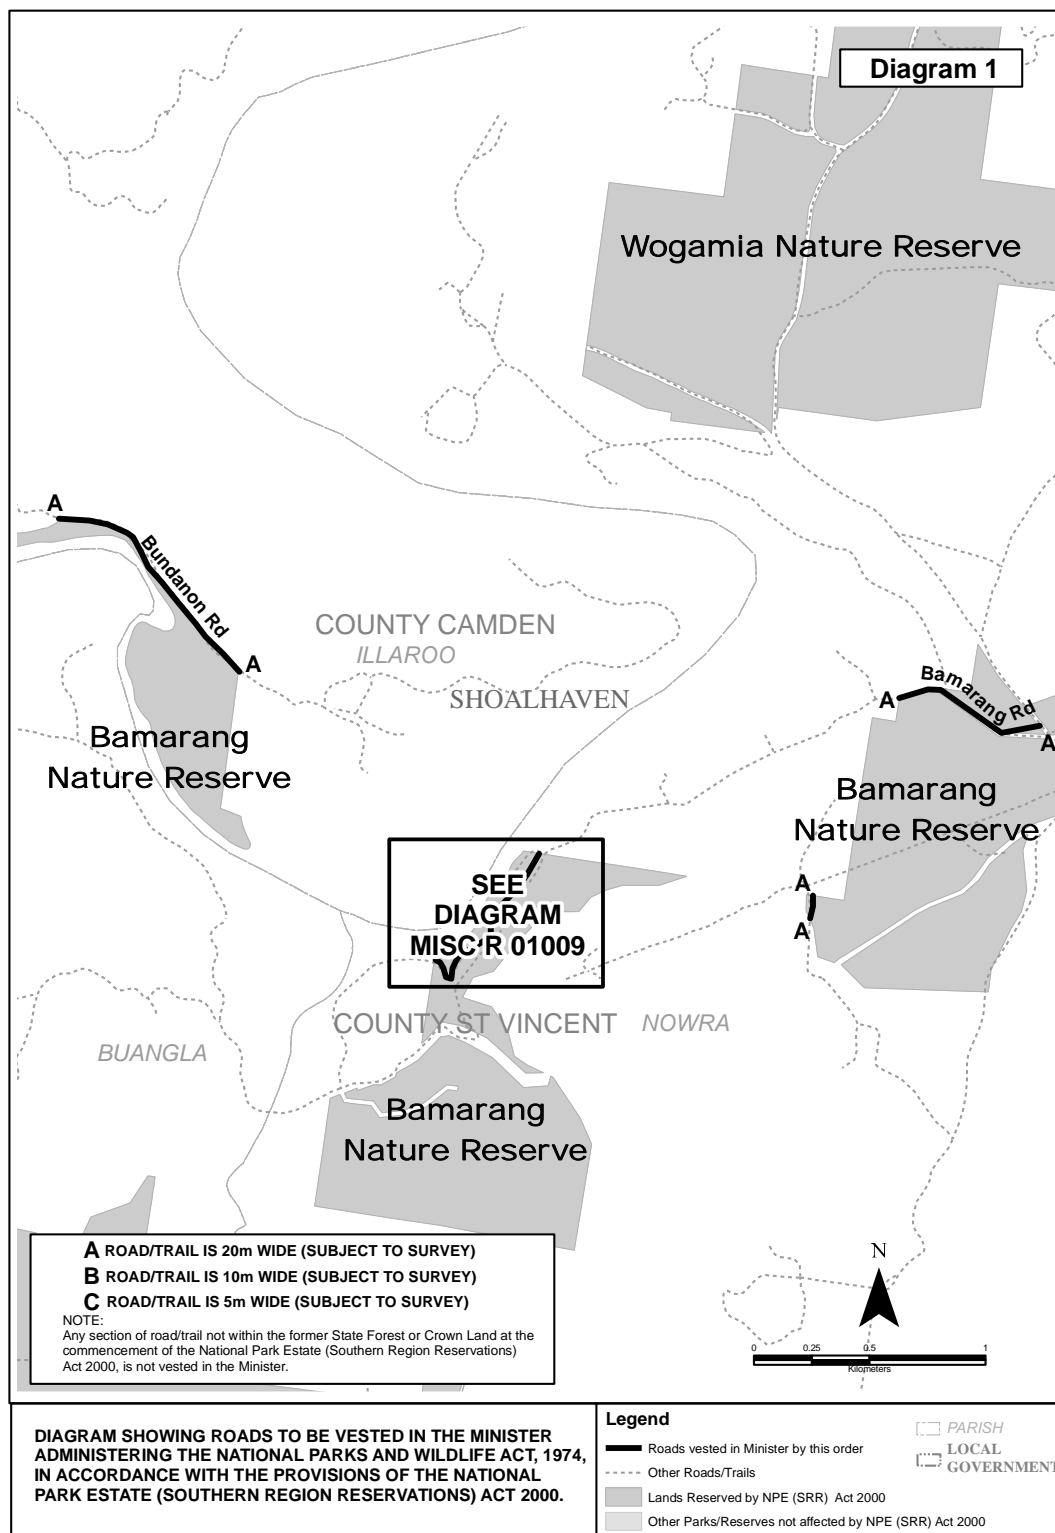 Diagram 1
Wogamia Nature Reserve
A
Bundanon Rd
A
COUNTY CAMDEN
ILLAROO
SHOALHAVEN
A
Bamarang Rd
A
Bamarang
Nature Reserve
Bamarang
Nature Reserve
A
A
SEE
DIAGRAM
MISC R 01009
COUNTY ST VINCENT
NOWRA
BUANGLA
Bamarang
Nature Reserve
A ROAD/TRAIL IS 20m WIDE (SUBJECT TO SURVEY)
B ROAD/TRAIL IS 10m WIDE (SUBJECT TO SURVEY)
C ROAD/TRAIL IS 5m WIDE (SUBJECT TO SURVEY)
NOTE:
Any section of road/trail not within the former State Forest or Crown Land at the
commencement of the National Park Estate (Southern Region Reservations)
Act 2000, is not vested in the Minister.
N
0 0.25 0.5 1
Kilometers
DIAGRAM SHOWING ROADS TO BE VESTED IN THE MINISTER
ADMINISTERING THE NATIONAL PARKS AND WILDLIFE ACT, 1974,
IN ACCORDANCE WITH THE PROVISIONS OF THE NATIONAL
PARK ESTATE (SOUTHERN REGION RESERVATIONS) ACT 2000.
Legend
Roads vested in Minister by this order
Other Roads/Trails
Lands Reserved by NPE (SRR) Act 2000
Other Parks/Reserves not affected by NPE (SRR) Act 2000
PARISH
LOCAL
GOVERNMENT